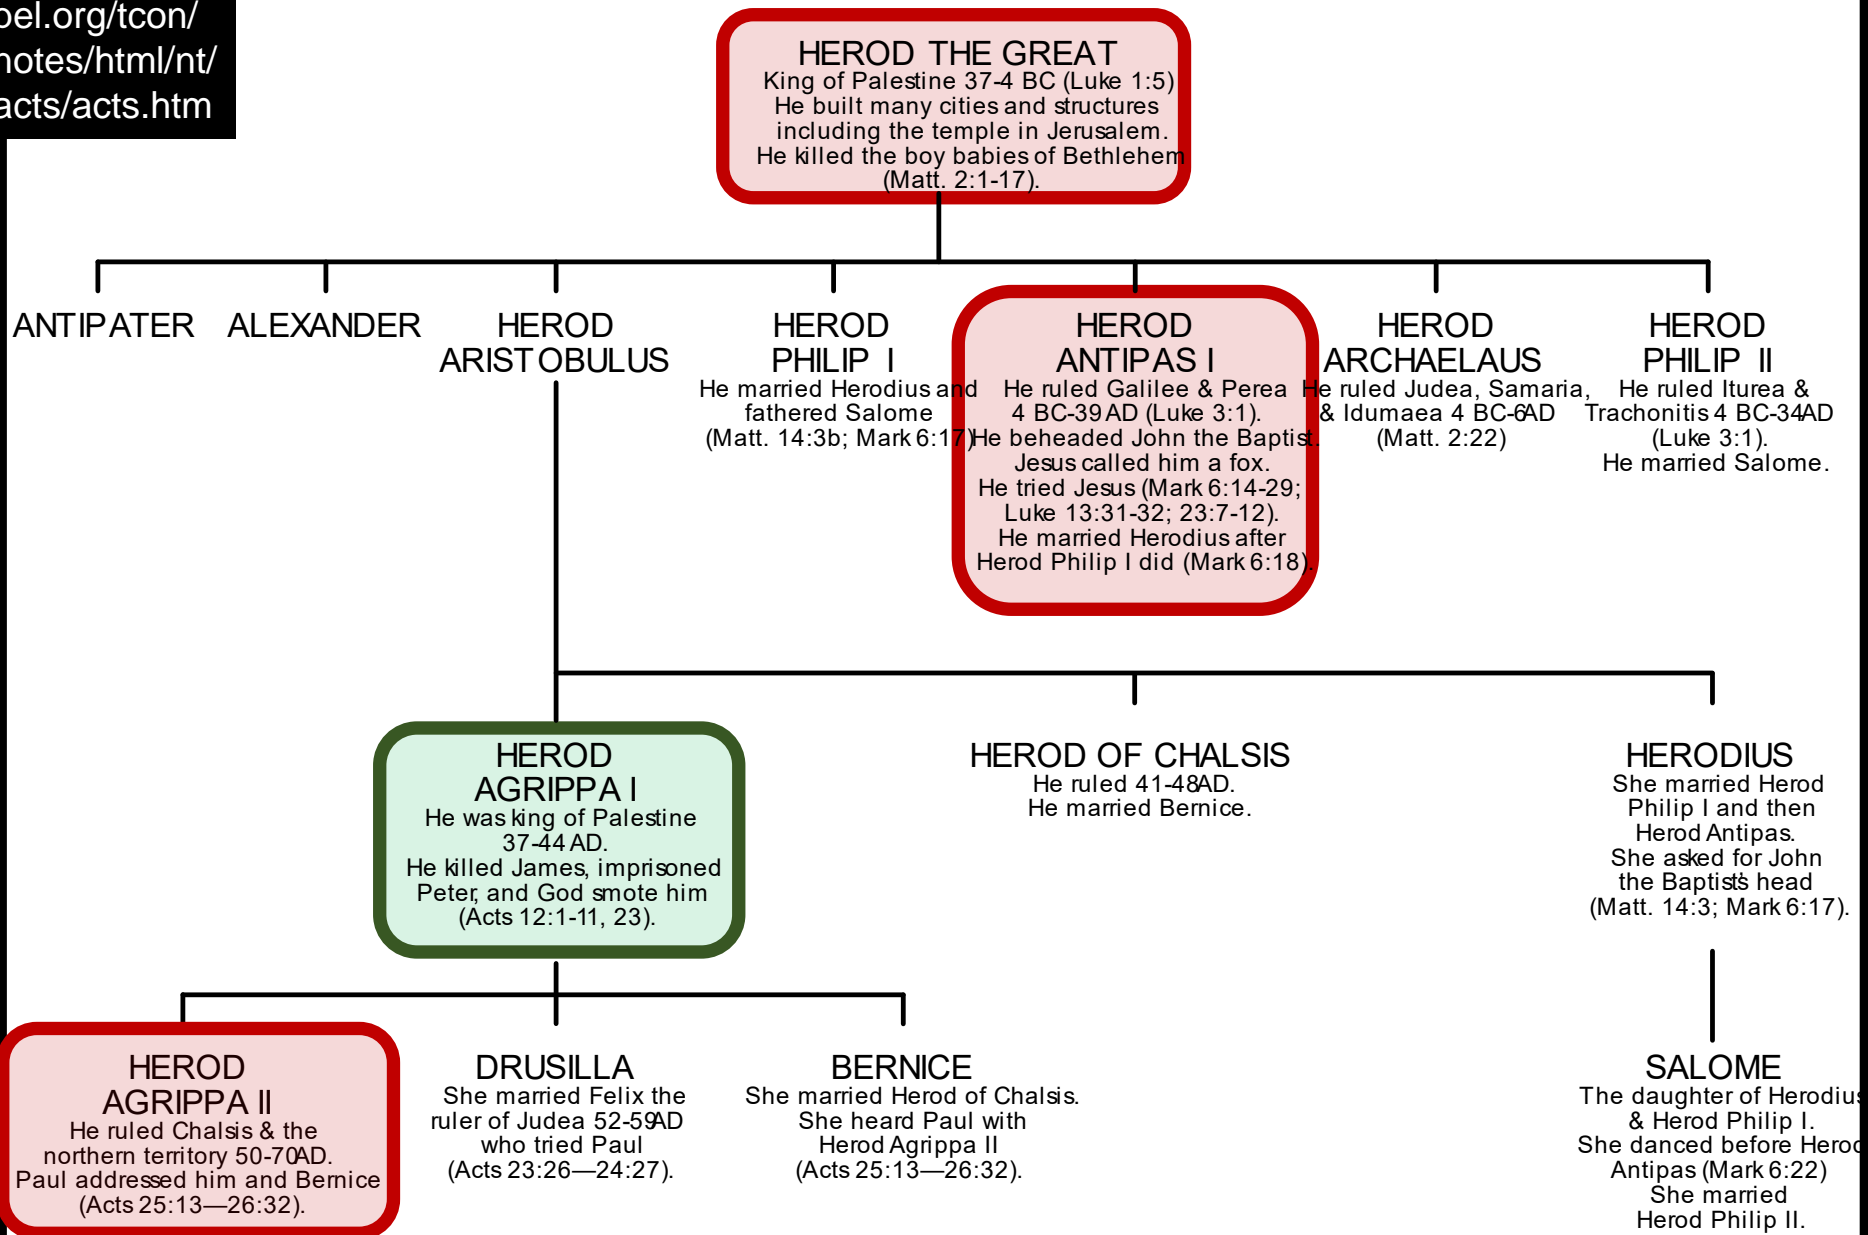 oel.org/tcon/
notes/html/nt/
acts/acts.htm
HEROD THE GREAT
King of Palestine 37-4 BC (Luke 1:5)
He built many cities and structures
including the temple in Jerusalem.
He killed the boy babies of Bethlehem
(Matt. 2:1-17).
ANTIPATER
ALEXANDER
HEROD
ARISTOBULUS
HEROD
PHILIP I
He married Herodius and
fathered Salome
(Matt. 14:3b; Mark 6:17)
HEROD
ANTIPAS I
He ruled Galilee & Perea
4 BC-39 AD (Luke 3:1).
He beheaded John the Baptist.
Jesus called him a fox.
He tried Jesus (Mark 6:14-29;
Luke 13:31-32; 23:7-12).
He married Herodius after
Herod Philip I did (Mark 6:18).
HEROD
ARCHAELAUS
He ruled Judea, Samaria,
& Idumaea 4 BC-6AD
(Matt. 2:22)
HEROD
PHILIP II
He ruled Iturea &
Trachonitis 4 BC-34AD
(Luke 3:1).
He married Salome.
HEROD
AGRIPPA I
He was king of Palestine
37-44 AD.
He killed James, imprisoned
Peter, and God smote him
(Acts 12:1-11, 23).
HEROD OF CHALSIS
He ruled 41-48AD.
He married Bernice.
HERODIUS
She married Herod
Philip I and then
Herod Antipas.
She asked for John
the Baptist's head
(Matt. 14:3; Mark 6:17).
HEROD
AGRIPPA II
He ruled Chalsis & the
northern territory 50-70AD.
Paul addressed him and Bernice
(Acts 25:13—26:32).
DRUSILLA
She married Felix the
ruler of Judea 52-59AD
who tried Paul
(Acts 23:26—24:27).
BERNICE
She married Herod of Chalsis.
She heard Paul with
Herod Agrippa II
(Acts 25:13—26:32).
SALOME
The daughter of Herodius
& Herod Philip I.
She danced before Herod
Antipas (Mark 6:22)
She married
Herod Philip II.